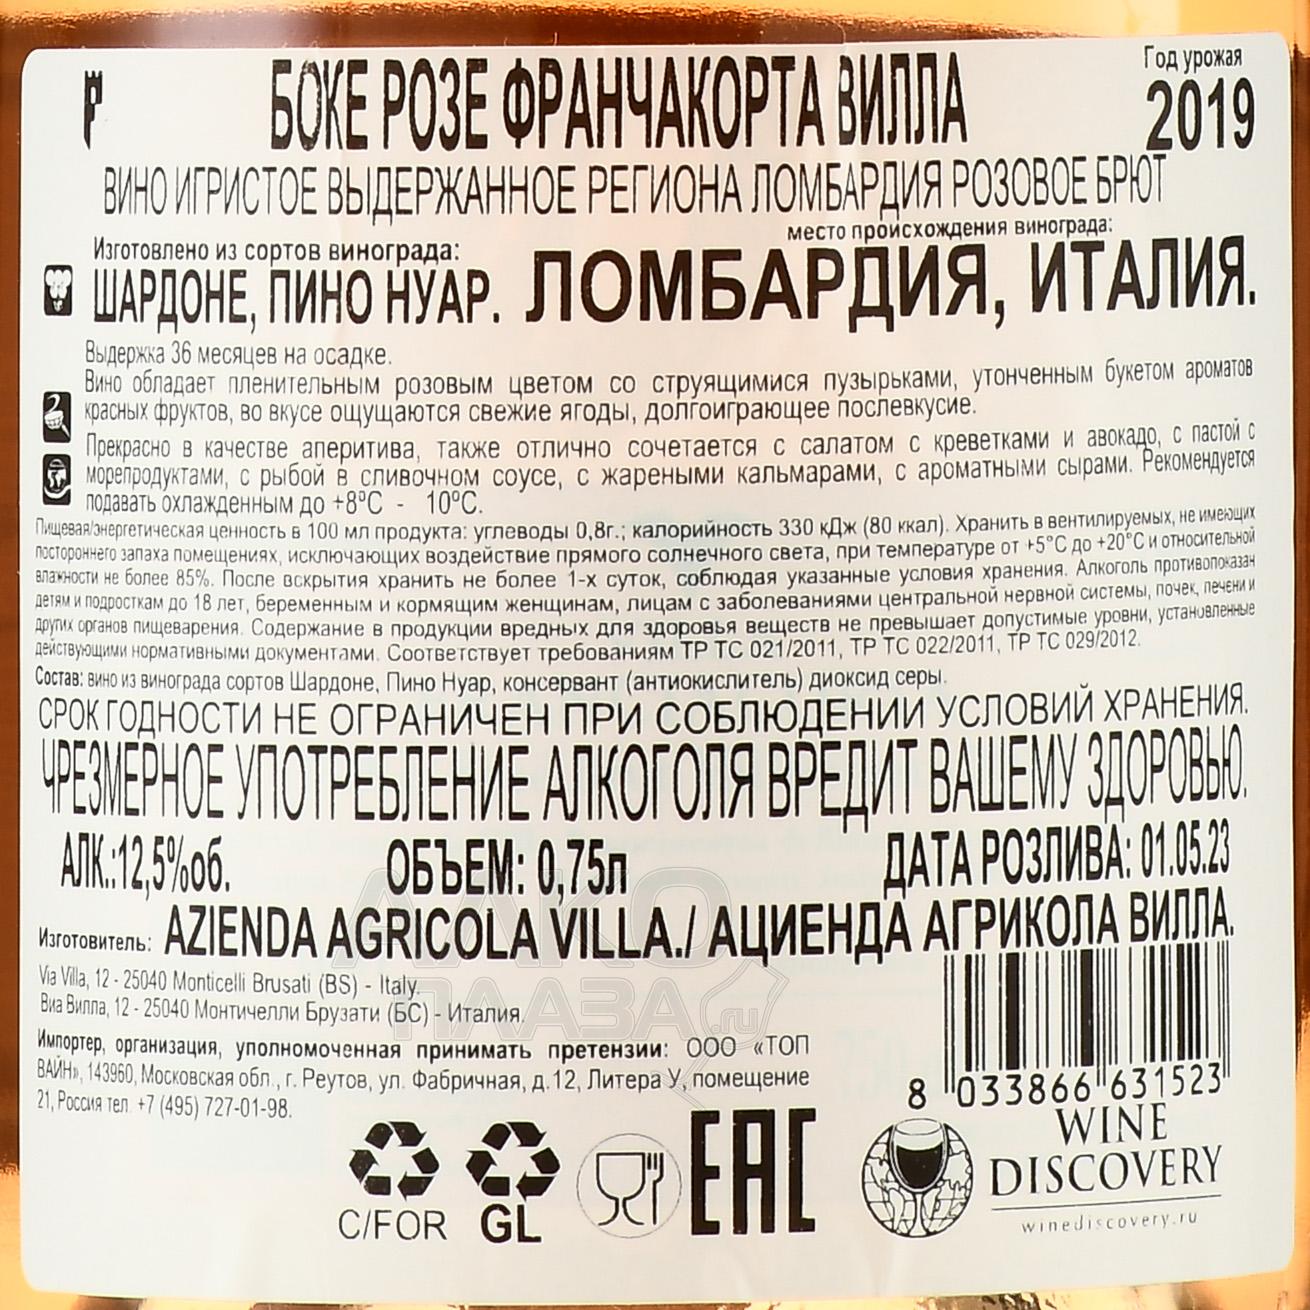 Год урожая
БОКЕ РОЗЕ ФРАНЧАКОРТА ВИЛЛА
2019
ВИНО ИГРИСТОЕ ВЫДЕРЖАННОЕ РЕГИОНА ЛОМБАРДИЯ РОЗОВОЕ БРЮТ
место происхождения винограда:
Изготовлено из сортов винограда:
ШАРДОНЕ, ПИНО НУАР. ЛОМБАРДИЯ, ИТАЛИЯ.
Выдержка 36 месяцев на осадке.
Вино обладает пленительным розовым цветом со струящимися пузырьками, утонченным букетом ароматов
красных фруктов, во вкусе ощущаются свежие ягоды, долгоиграющее послевкусие.
Прекрасно в качестве аперитива, также отлично сочетается с салатом с креветками и авокадо, с пастой с
морепродуктами, с рыбой в сливочном соусе, с жареными кальмарами, с ароматными сырами. Рекомендуется
подавать охлажденным до +8°С - 10°С.
Пищевая/энергетическая ценность в 100 мл продукта: углеводы 0,8г.; калорийность 330 кДж (80 ккал). Хранить в вентилируемых, не имеющих
постороннего запаха помещениях, исключающих воздействие прямого солнечного света, при температуре от +5°С до +20°С и относительной
влажности не более 85%. После вскрытия хранить не более 1-х суток, соблюдая указанные условия хранения. Алкоголь противопоказан
детям и подросткам до 18 лет, беременным и кормящим женщинам, лицам с заболеваниями центральной нервной системы, почек, печени и
других органов пищеварения. Содержание в продукции вредных для здоровья веществ не превышает допустимые уровни, установленные
действующими нормативными документами. Соответствует требованиям ТР ТС 021/2011, ТР ТС 022/2011, ТР ТС 029/2012.
Состав: вино из винограда сортов Шардоне, Пино Нуар, консервант (антиокислитель) диоксид серы.
СРОК ГОДНОСТИ НЕ ОГРАНИЧЕН ПРИ СОБЛЮДЕНИИ УСЛОВИЙ ХРАНЕНИЯ.
ЧРЕЗМЕРНОЕ УПОТРЕБЛЕНИЕ АЛКОГОЛЯ ВРЕДИТ ВАШЕМУ ЗДОРОВЬЮ.
АЛК.:12,5%об. ОБЪЕМ: 0,75л ДАТА РОЗЛИВА: 01.05.23
Изготовитель: AZIENDA AGRICOLA VILLA./ АЦИЕНДА АГРИКОЛА ВИЛЛА.
Via Villa, 12 - 25040 Monticelli Brusati (BS) - Italy.
Виа Вилла, 12 - 25040 Монтичелли Брузати (БС) - Италия.
Импортер, организация, уполномоченная принимать претензии: ООО «ТОП
ВАЙН», 143960, Московская обл., г. Реутов, ул. Фабричная, д.12, Литера У, помещение
21, Россия тел. +7 (495) 727-01-98.
АЛКО
ПЛАЗА.ru
8 033866 631523
C/FOR
GL
EAC
WINE
DISCOVERY
winediscovery.ru